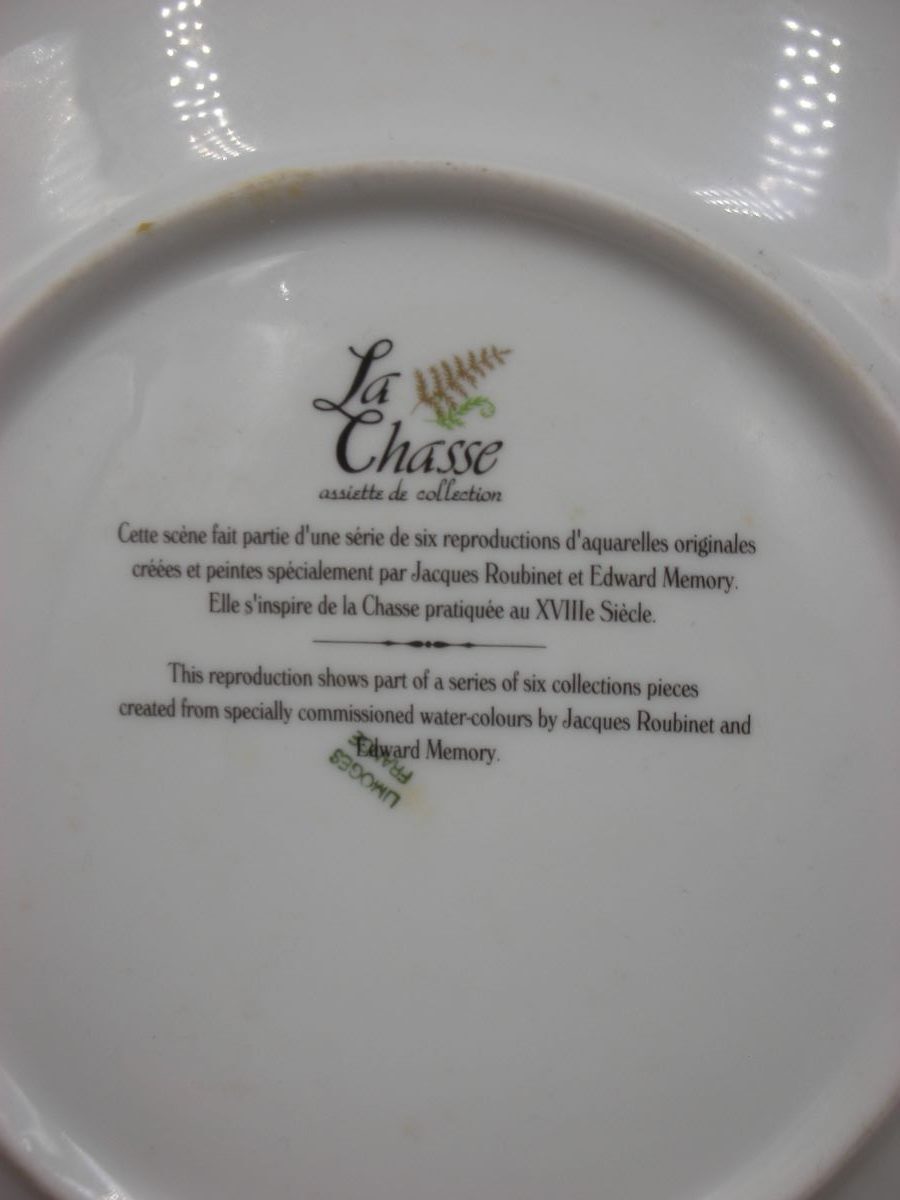 La
Chasse
assiette de collection
Cette scène fait partie d'une série de six reproductions d'aquarelles originales
créées et peintes spécialement par Jacques Roubinet et Edward Memory.
Elle s'inspire de la Chasse pratiquée au XVIIIe Siècle.
This reproduction shows part of a series of six collections pieces
created from specially commissioned water-colours by Jacques Roubinet and
Edward Memory.
LIMOGES
FRANCE